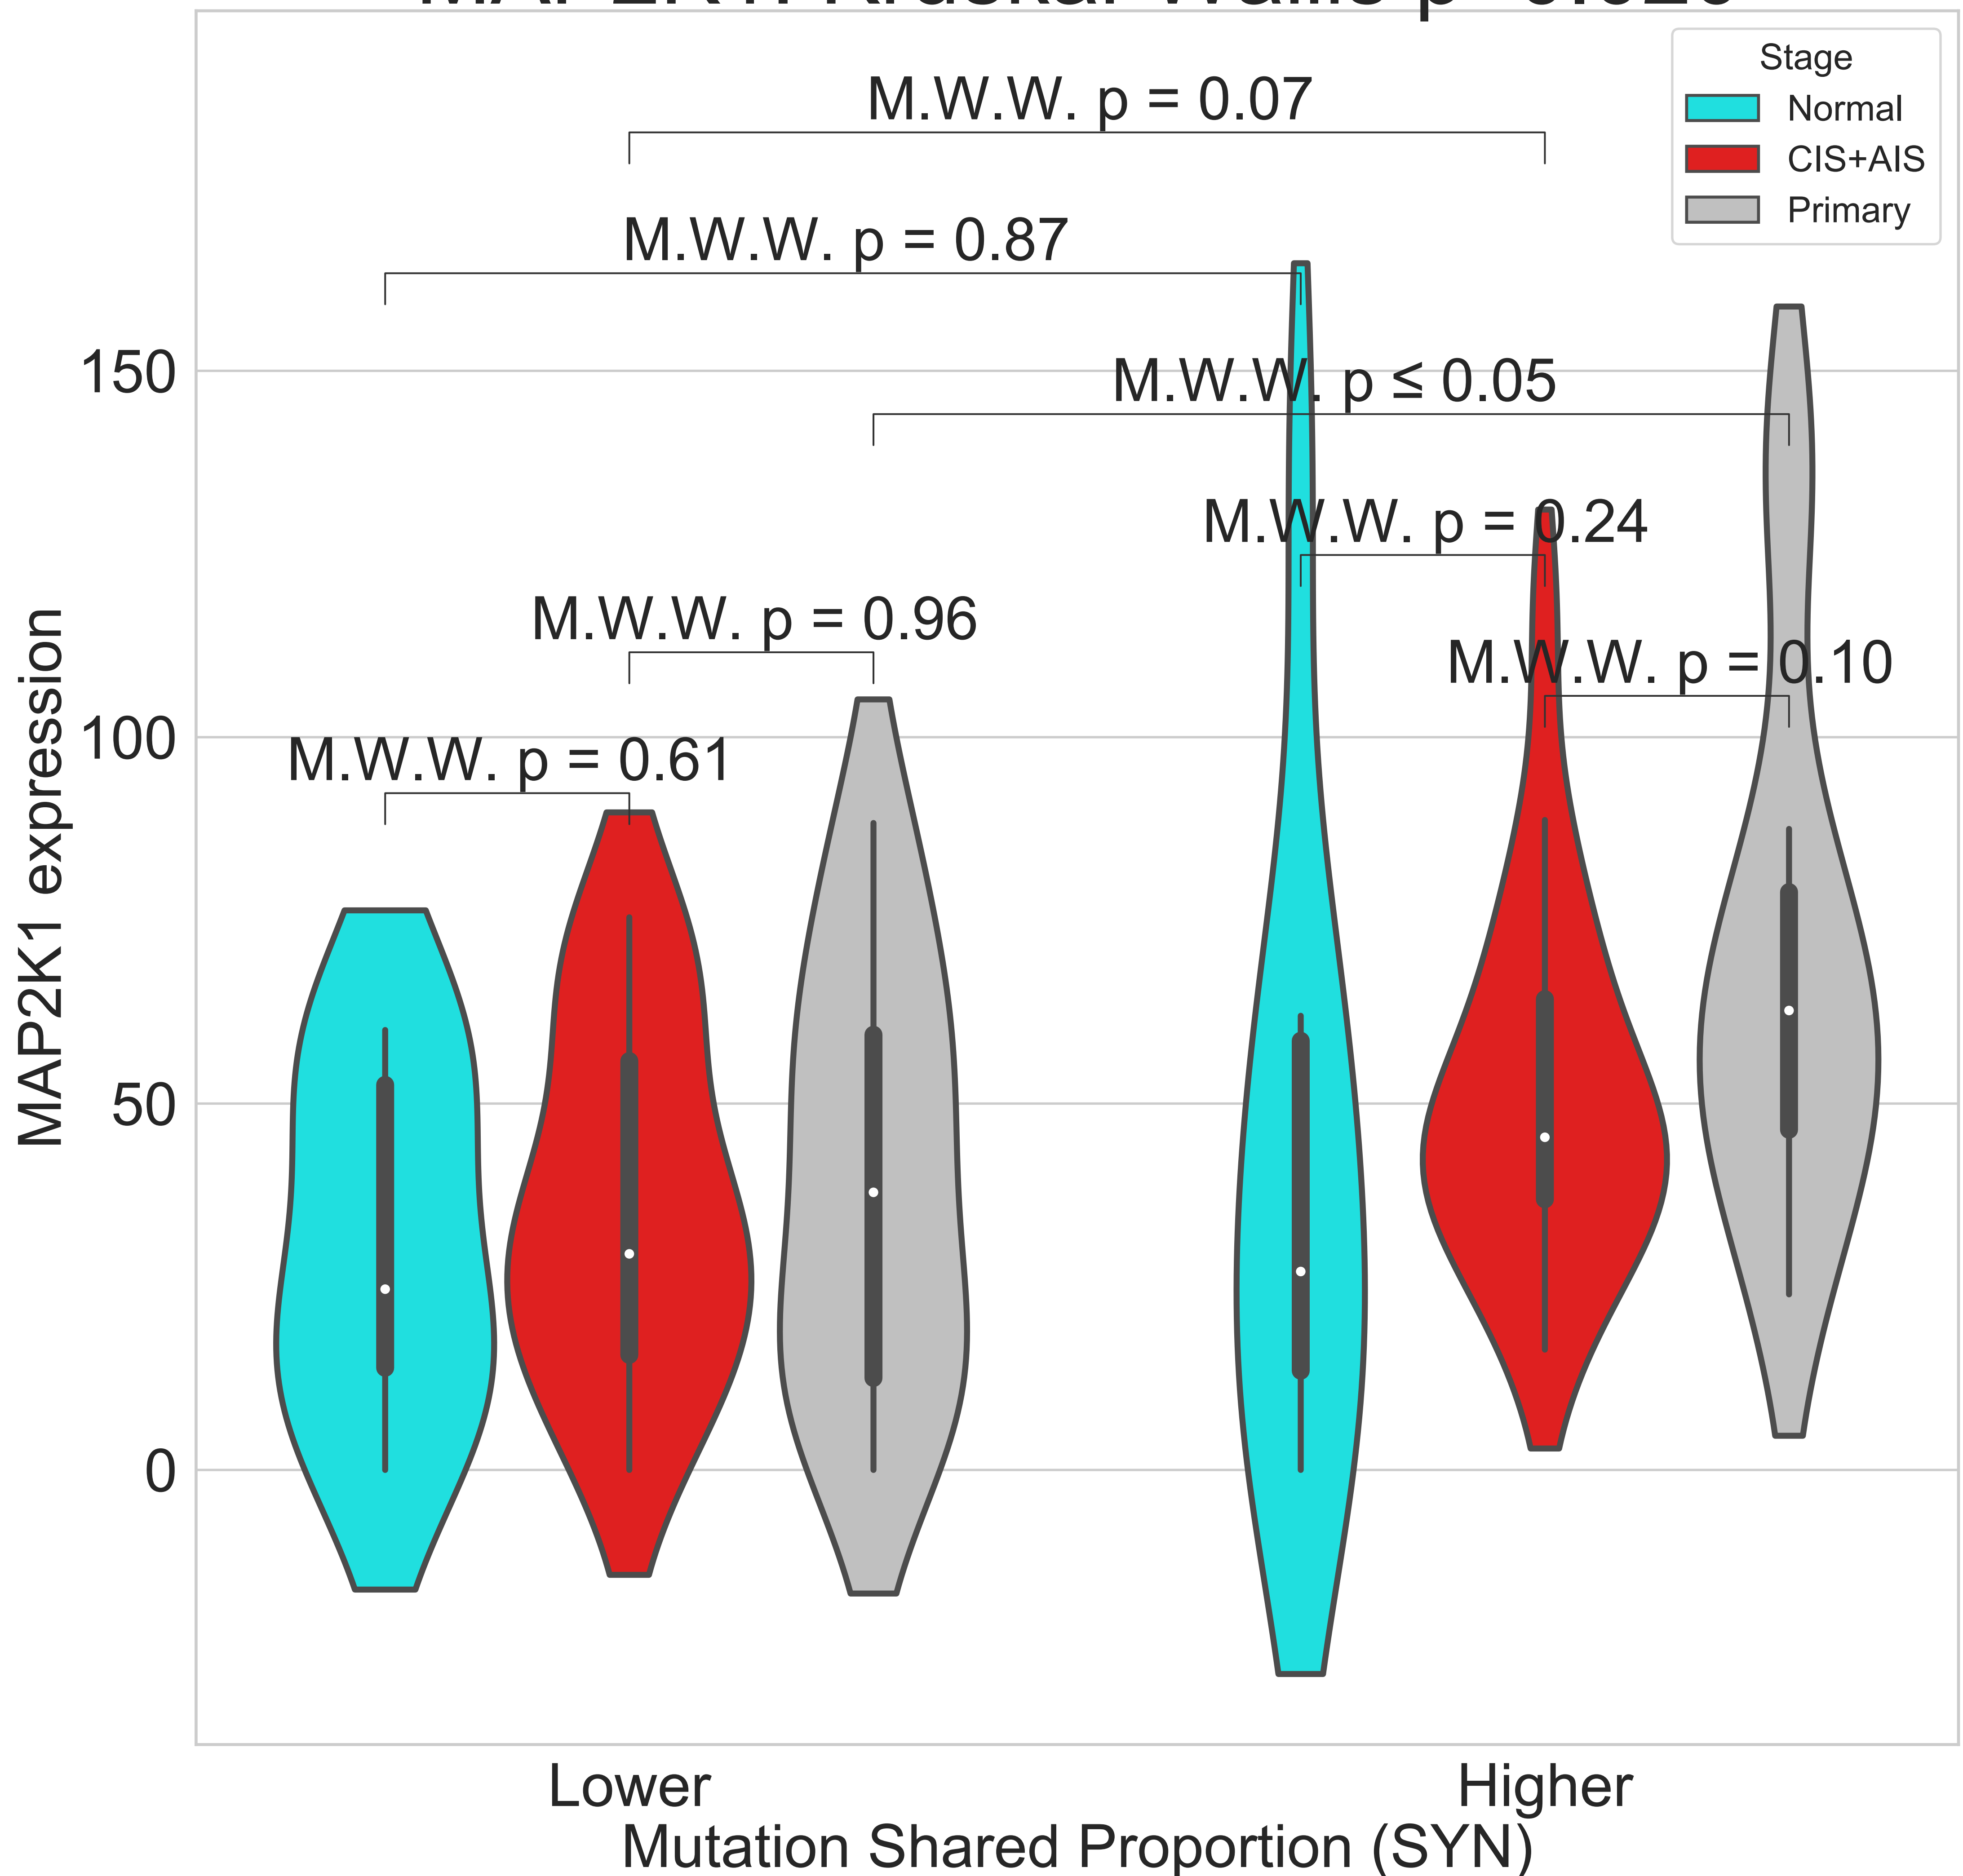 Stage
Normal
CIS+AIS
Primary
M.W.W. p = 0.07
M.W.W. p = 0.87
M.W.W. p ≤ 0.05
M.W.W. p = 0.24
M.W.W. p = 0.96
M.W.W. p = 0.10
M.W.W. p = 0.61
150
100
50
0
MAP2K1 expression
Lower
Higher
Mutation Shared Proportion (SYN)